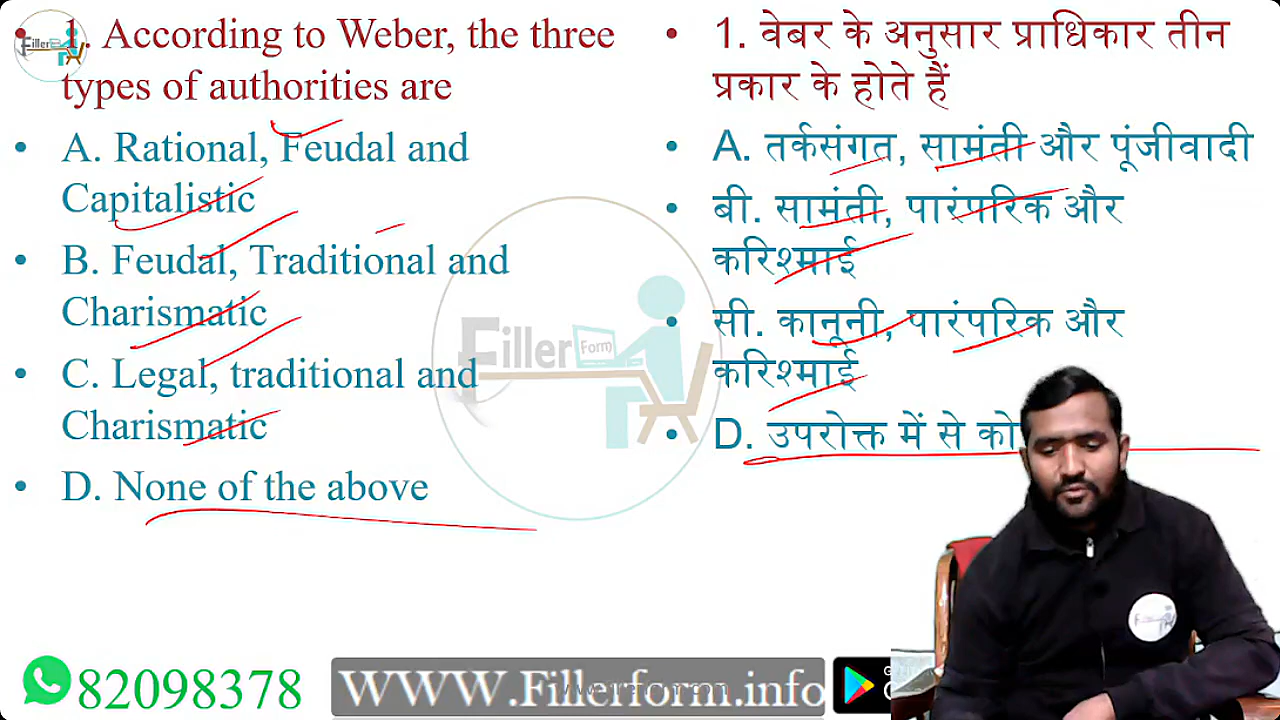 1. According to Weber, the three
types of authorities are
A. Rational, Feudal and
Capitalistic
B. Feudal, Traditional and
Charismatic
C. Legal, traditional and
Charismatic
D. None of the above
1. वेबर के अनुसार प्राधिकार तीन
प्रकार के होते हैं
A. तर्कसंगत, सामंती और पूंजीवादी
बी. सामंती, पारंपरिक और
करिश्माई
सी. कानूनी, पारंपरिक और
करिश्माई
D. उपरोक्त में से
Filler
Form
82098378
WWW.Fillerform.info